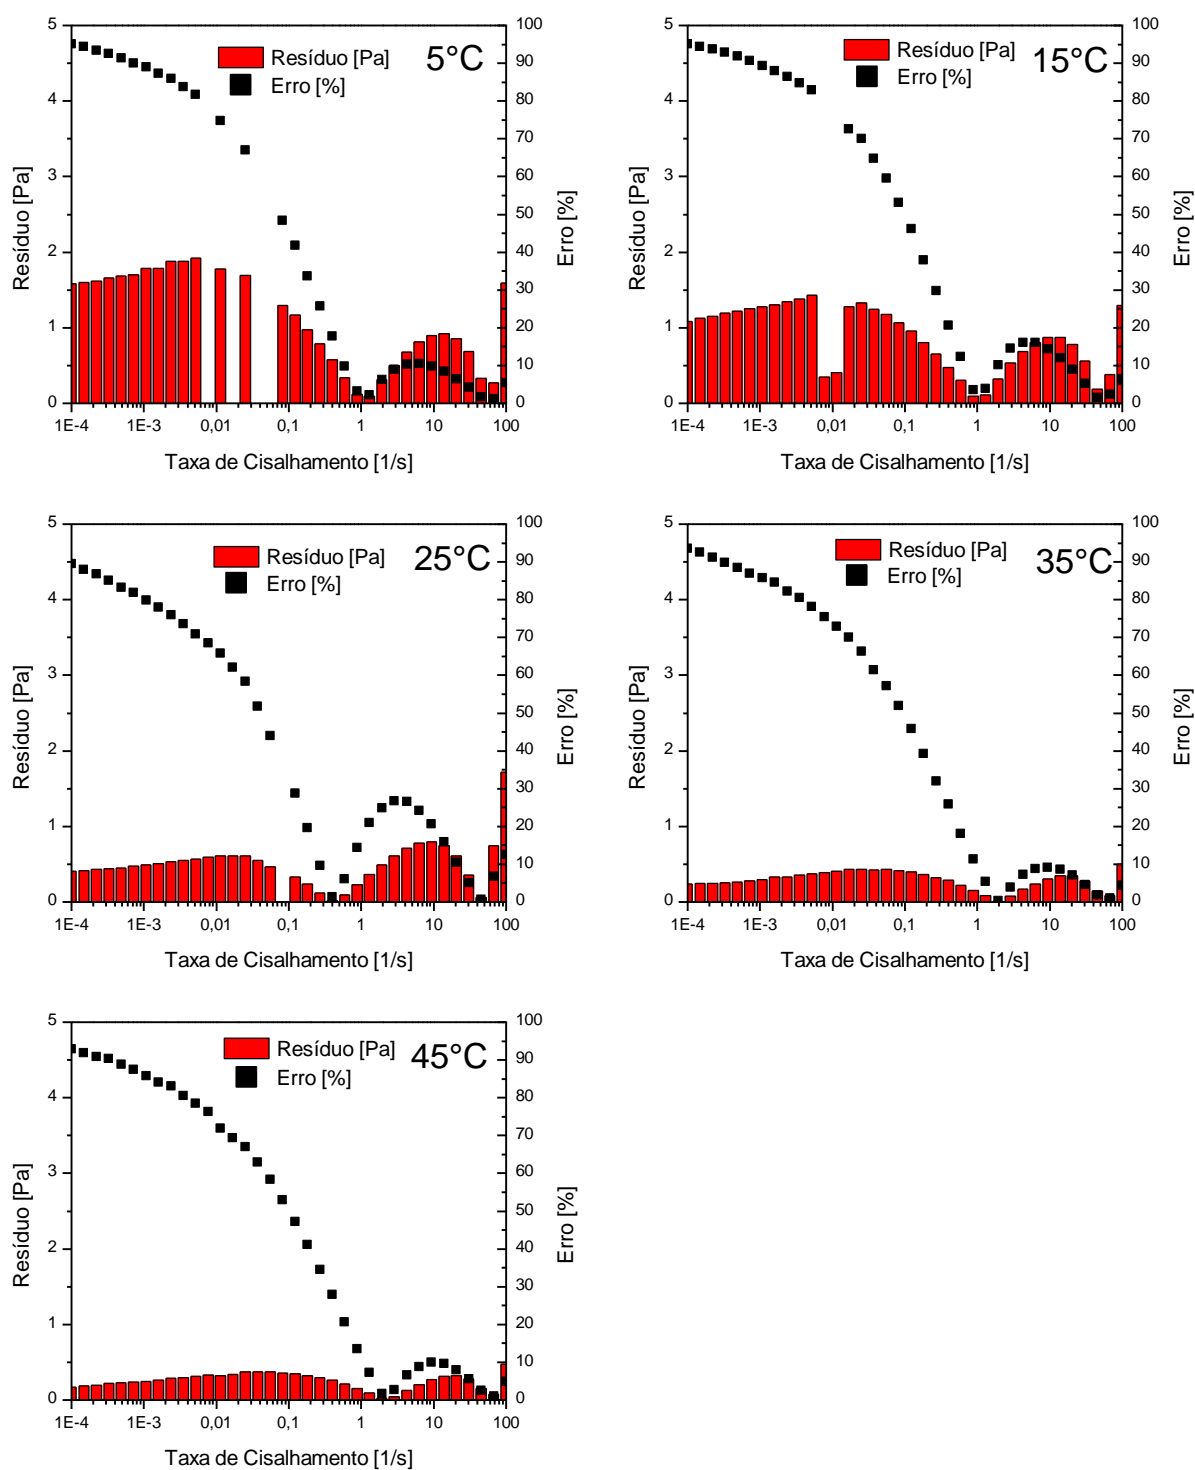 Resíduo [Pa]
Erro [%]
5°C
5
4
3
2
1
0
100
90
80
70
60
50
40
30
20
10
0
1E-4 1E-3 0,01 0,1 1 10 100
Resíduo [Pa]
Erro [%]
Taxa de Cisalhamento [1/s]
Resíduo [Pa]
Erro [%]
15°C
5
4
3
2
1
0
100
90
80
70
60
50
40
30
20
10
0
1E-4 1E-3 0,01 0,1 1 10 100
Resíduo [Pa]
Erro [%]
Taxa de Cisalhamento [1/s]
Resíduo [Pa]
Erro [%]
25°C
5
4
3
2
1
0
100
90
80
70
60
50
40
30
20
10
0
1E-4 1E-3 0,01 0,1 1 10 100
Resíduo [Pa]
Erro [%]
Taxa de Cisalhamento [1/s]
Resíduo [Pa]
Erro [%]
35°C
5
4
3
2
1
0
100
90
80
70
60
50
40
30
20
10
0
1E-4 1E-3 0,01 0,1 1 10 100
Resíduo [Pa]
Erro [%]
Taxa de Cisalhamento [1/s]
Resíduo [Pa]
Erro [%]
45°C
5
4
3
2
1
0
100
90
80
70
60
50
40
30
20
10
0
1E-4 1E-3 0,01 0,1 1 10 100
Resíduo [Pa]
Erro [%]
Taxa de Cisalhamento [1/s]